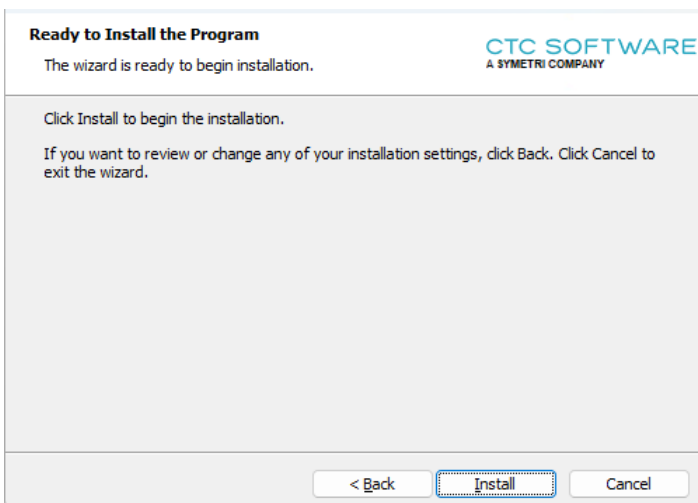 Ready to Install the Program
The wizard is ready to begin installation.
CTC SOFTWARE
A SYMETRI COMPANY
Click Install to begin the installation.
If you want to review or change any of your installation settings, click Back. Click Cancel to
exit the wizard.
< Back
Install
Cancel